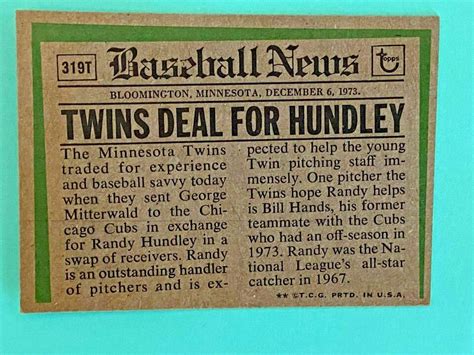 319T
Baseball News
topps
BLOOMINGTON, MINNESOTA, DECEMBER 6, 1973.
TWINS DEAL FOR HUNDLEY
The Minnesota Twins
traded for experience
and baseball savvy today
when they sent George
Mitterwald to the Chi-
cago Cubs in exchange
for Randy Hundley in a
swap of receivers. Randy
is an outstanding handler
of pitchers and is ex-
pected to help the young
Twin pitching staff im-
mensely. One pitcher the
Twins hope Randy helps
is Bill Hands, his former
teammate with the Cubs
who had an off-season in
1973. Randy was the Na-
tional League's all-star
catcher in 1967.
** ©T.C.G. PRTD. IN U.S.A.